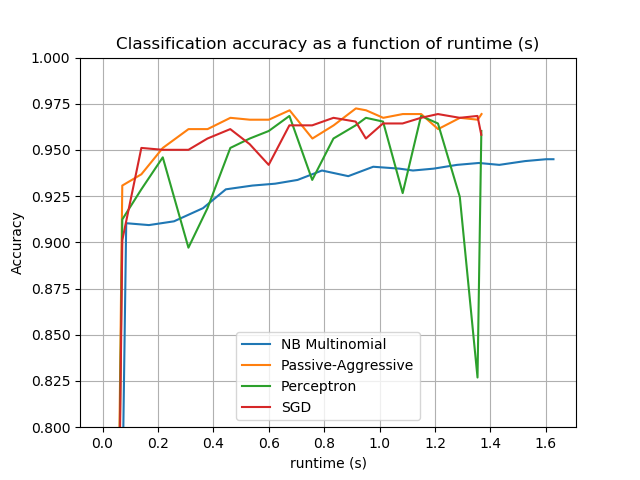 Classification accuracy as a function of runtime (s)
1.000
0.975
0.950
0.925
0.900
0.875
0.850
0.825
0.800
Accuracy
NB Multinomial
Passive-Aggressive
Perceptron
SGD
0.0 0.2 0.4 0.6 0.8 1.0 1.2 1.4 1.6
runtime (s)